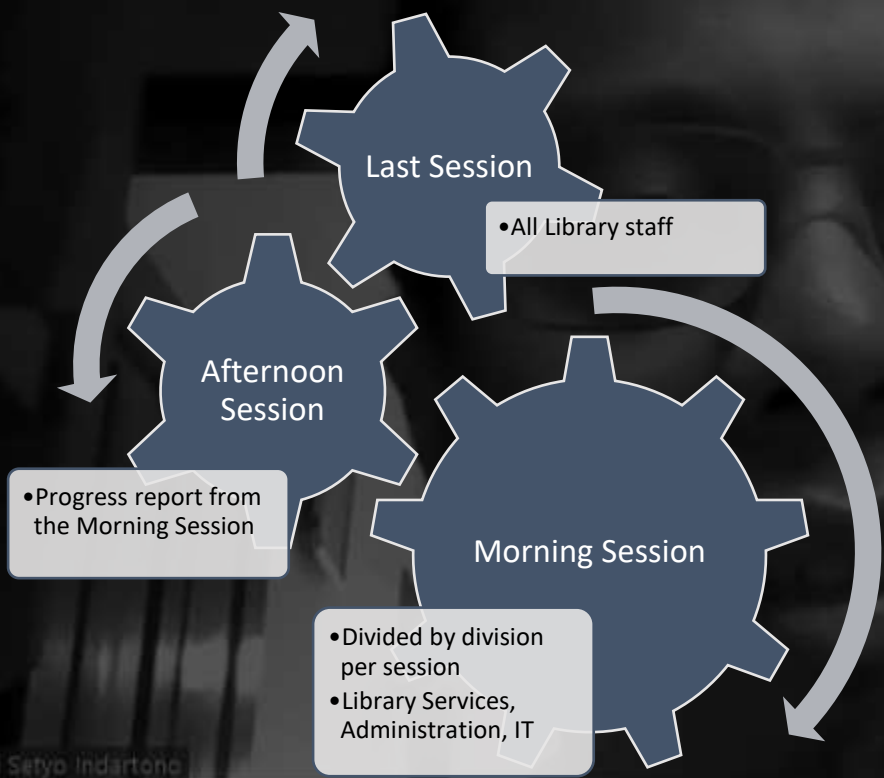 Last Session
•All Library staff
Afternoon
Session
•Progress report from
the Morning Session
Morning Session
•Divided by division
per session
•Library Services,
Administration, IT
Setyo Indartono